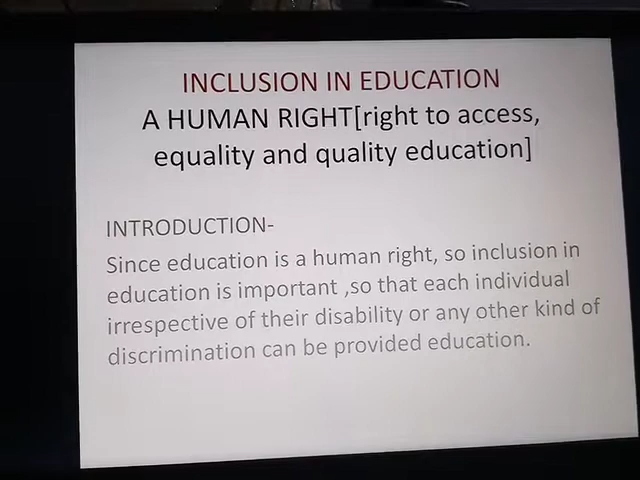 INCLUSION IN EDUCATION
A HUMAN RIGHT[right to access,
equality and quality education]
INTRODUCTION-
Since education is a human right, so inclusion in
education is important ,so that each individual
irrespective of their disability or any other kind of
discrimination can be provided education.